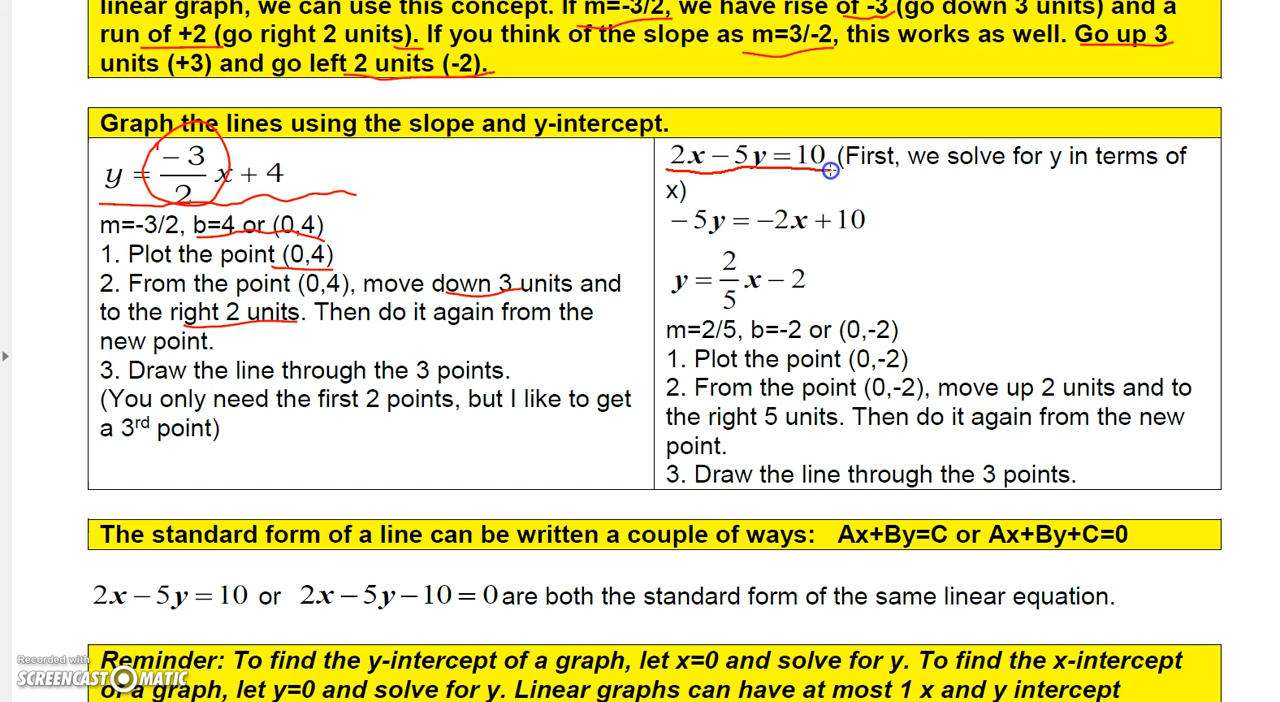 linear graph, we can use this concept. If m=-3/2, we have rise of -3 (go down 3 units) and a
run of +2 (go right 2 units). If you think of the slope as m=3/-2, this works as well. Go up 3
units (+3) and go left 2 units (-2).
Graph the lines using the slope and y-intercept.
y = -3/2 x + 4
m=-3/2, b=4 or (0,4)
1. Plot the point (0,4)
2. From the point (0,4), move down 3 units and
to the right 2 units. Then do it again from the
new point.
3. Draw the line through the 3 points.
(You only need the first 2 points, but I like to get
a 3rd point)
2x − 5y = 10 (First, we solve for y in terms of
x)
− 5y = −2x + 10
y = 2/5 x − 2
m=2/5, b=-2 or (0,-2)
1. Plot the point (0,-2)
2. From the point (0,-2), move up 2 units and to
the right 5 units. Then do it again from the new
point.
3. Draw the line through the 3 points.
The standard form of a line can be written a couple of ways: Ax+By=C or Ax+By+C=0
2x − 5y = 10 or 2x − 5y − 10 = 0 are both the standard form of the same linear equation.
Reminder: To find the y-intercept of a graph, let x=0 and solve for y. To find the x-intercept
of a graph, let y=0 and solve for y. Linear graphs can have at most 1 x and y intercept
Recorded with
SCREENCAST-O-MATIC